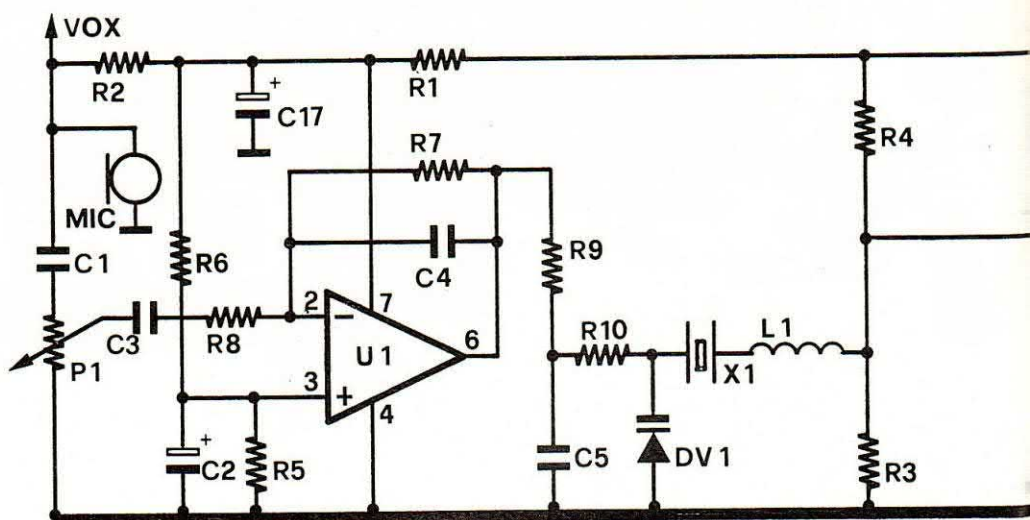 VOX
R2
R1
+
C17
R4
R7
MIC
C4
R9
C1
R6
2
7
−
L1
C3
R8
6
R10
P1
U1
X1
3
+
4
+
C2
R5
C5
DV1
R3